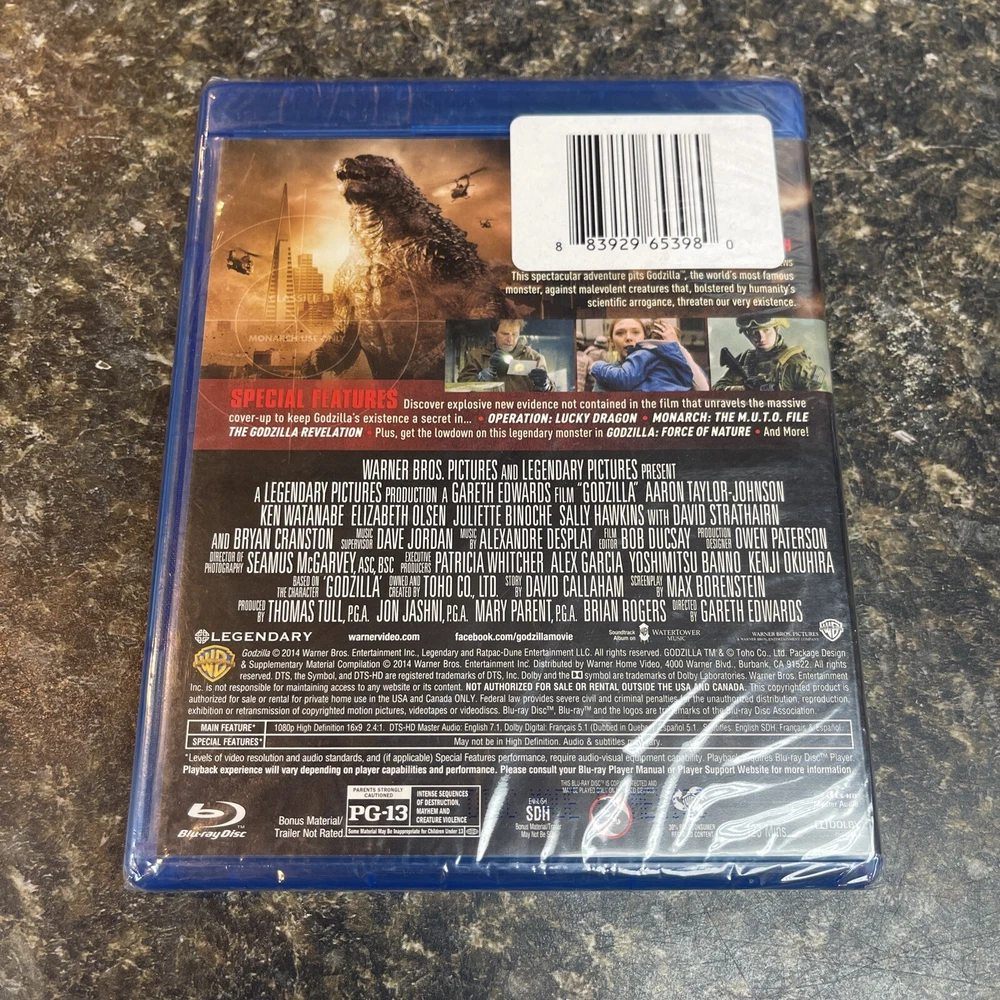 8 83929 65398 0
This spectacular adventure pits Godzilla™, the world's most famous
monster, against malevolent creatures that, bolstered by humanity's
scientific arrogance, threaten our very existence.
CLASSIFIED
MONARCH USE ONLY
SPECIAL FEATURES Discover explosive new evidence not contained in the film that unravels the massive
cover-up to keep Godzilla's existence a secret in... • OPERATION: LUCKY DRAGON • MONARCH: THE M.U.T.O. FILE
THE GODZILLA REVELATION • Plus, get the lowdown on this legendary monster in GODZILLA: FORCE OF NATURE • And More!
WARNER BROS. PICTURES AND LEGENDARY PICTURES PRESENT
A LEGENDARY PICTURES PRODUCTION A GARETH EDWARDS FILM "GODZILLA" AARON TAYLOR-JOHNSON
KEN WATANABE ELIZABETH OLSEN JULIETTE BINOCHE SALLY HAWKINS WITH DAVID STRATHAIRN
AND BRYAN CRANSTON MUSIC SUPERVISOR DAVE JORDAN MUSIC BY ALEXANDRE DESPLAT FILM EDITOR BOB DUCSAY PRODUCTION DESIGNER OWEN PATERSON
DIRECTOR OF PHOTOGRAPHY SEAMUS McGARVEY, ASC, BSC EXECUTIVE PRODUCERS PATRICIA WHITCHER ALEX GARCIA YOSHIMITSU BANNO KENJI OKUHIRA
BASED ON THE CHARACTER "GODZILLA" OWNED AND CREATED BY TOHO CO., LTD. STORY BY DAVID CALLAHAM SCREENPLAY BY MAX BORENSTEIN
PRODUCED BY THOMAS TULL, P.G.A. JON JASHNI, P.G.A. MARY PARENT, P.G.A. BRIAN ROGERS DIRECTED BY GARETH EDWARDS
LEGENDARY warnervideo.com facebook.com/godzillamovie Soundtrack Album on WATERTOWER MUSIC WARNER BROS. PICTURES
Godzilla © 2014 Warner Bros. Entertainment Inc., Legendary and Ratpac-Dune Entertainment LLC. All rights reserved. GODZILLA TM & © Toho Co., Ltd. Package Design
& Supplementary Material Compilation © 2014 Warner Bros. Entertainment Inc. Distributed by Warner Home Video, 4000 Warner Blvd., Burbank, CA 91522. All rights
reserved. DTS, the Symbol, and DTS-HD are registered trademarks of DTS, Inc. Dolby and the symbol are trademarks of Dolby Laboratories. Warner Bros. Entertainment
Inc. is not responsible for maintaining access to any website or its content. NOT AUTHORIZED FOR SALE OR RENTAL OUTSIDE THE USA AND CANADA. This copyrighted product is
authorized for sale or rental for private home use in the USA and CANADA ONLY. Federal law provides severe civil and criminal penalties for the unauthorized distribution, reproduction,
exhibition or retransmission of copyrighted motion pictures, videotapes or videodiscs. Blu-ray Disc™, Blu-ray™ and the logos are trademarks of the Blu-ray Disc Association.
MAIN FEATURE* 1080p High Definition 16x9 2.4:1. DTS-HD Master Audio: English 7.1, Dolby Digital: Français 5.1 (Dubbed in Quebec), Español 5.1. Subtitles: English SDH, Français & Español.
SPECIAL FEATURES* May not be in High Definition. Audio & subtitles may vary.
*Levels of video resolution and audio standards, and (if applicable) Special Features performance, require audio-visual equipment capability. Playback requires Blu-ray Disc™ Player.
Playback experience will vary depending on player capabilities and performance. Please consult your Blu-ray Player Manual or Player Support Website for more information.
Blu-ray Disc™
Bonus Material/
Trailer Not Rated
PARENTS STRONGLY CAUTIONED
PG-13 INTENSE SEQUENCES OF DESTRUCTION, MAYHEM AND CREATURE VIOLENCE
Some Material May Be Inappropriate for Children Under 13
SDH
Bonus Material/Trailer
DOLBY